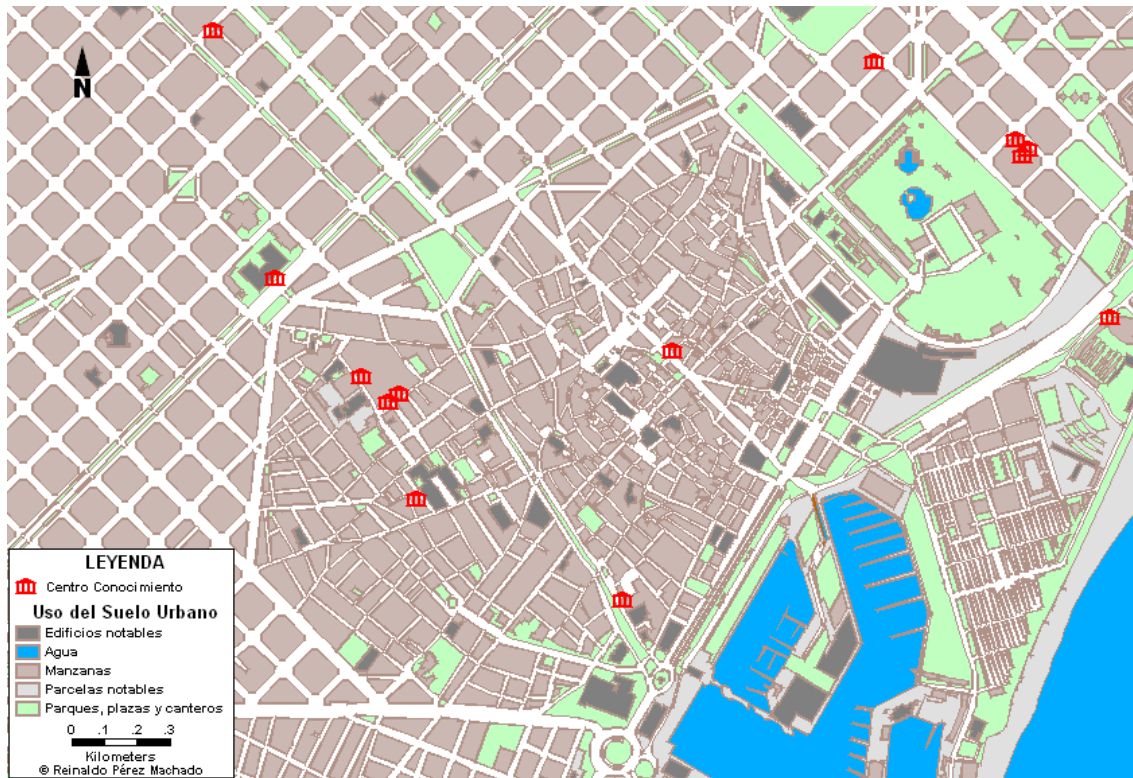 N
LEYENDA
Centro Conocimiento
Uso del Suelo Urbano
Edificios notables
Agua
Manzanas
Parcelas notables
Parques, plazas y canteros
0 .1 .2 .3
Kilometers
© Reinaldo Pérez Machado